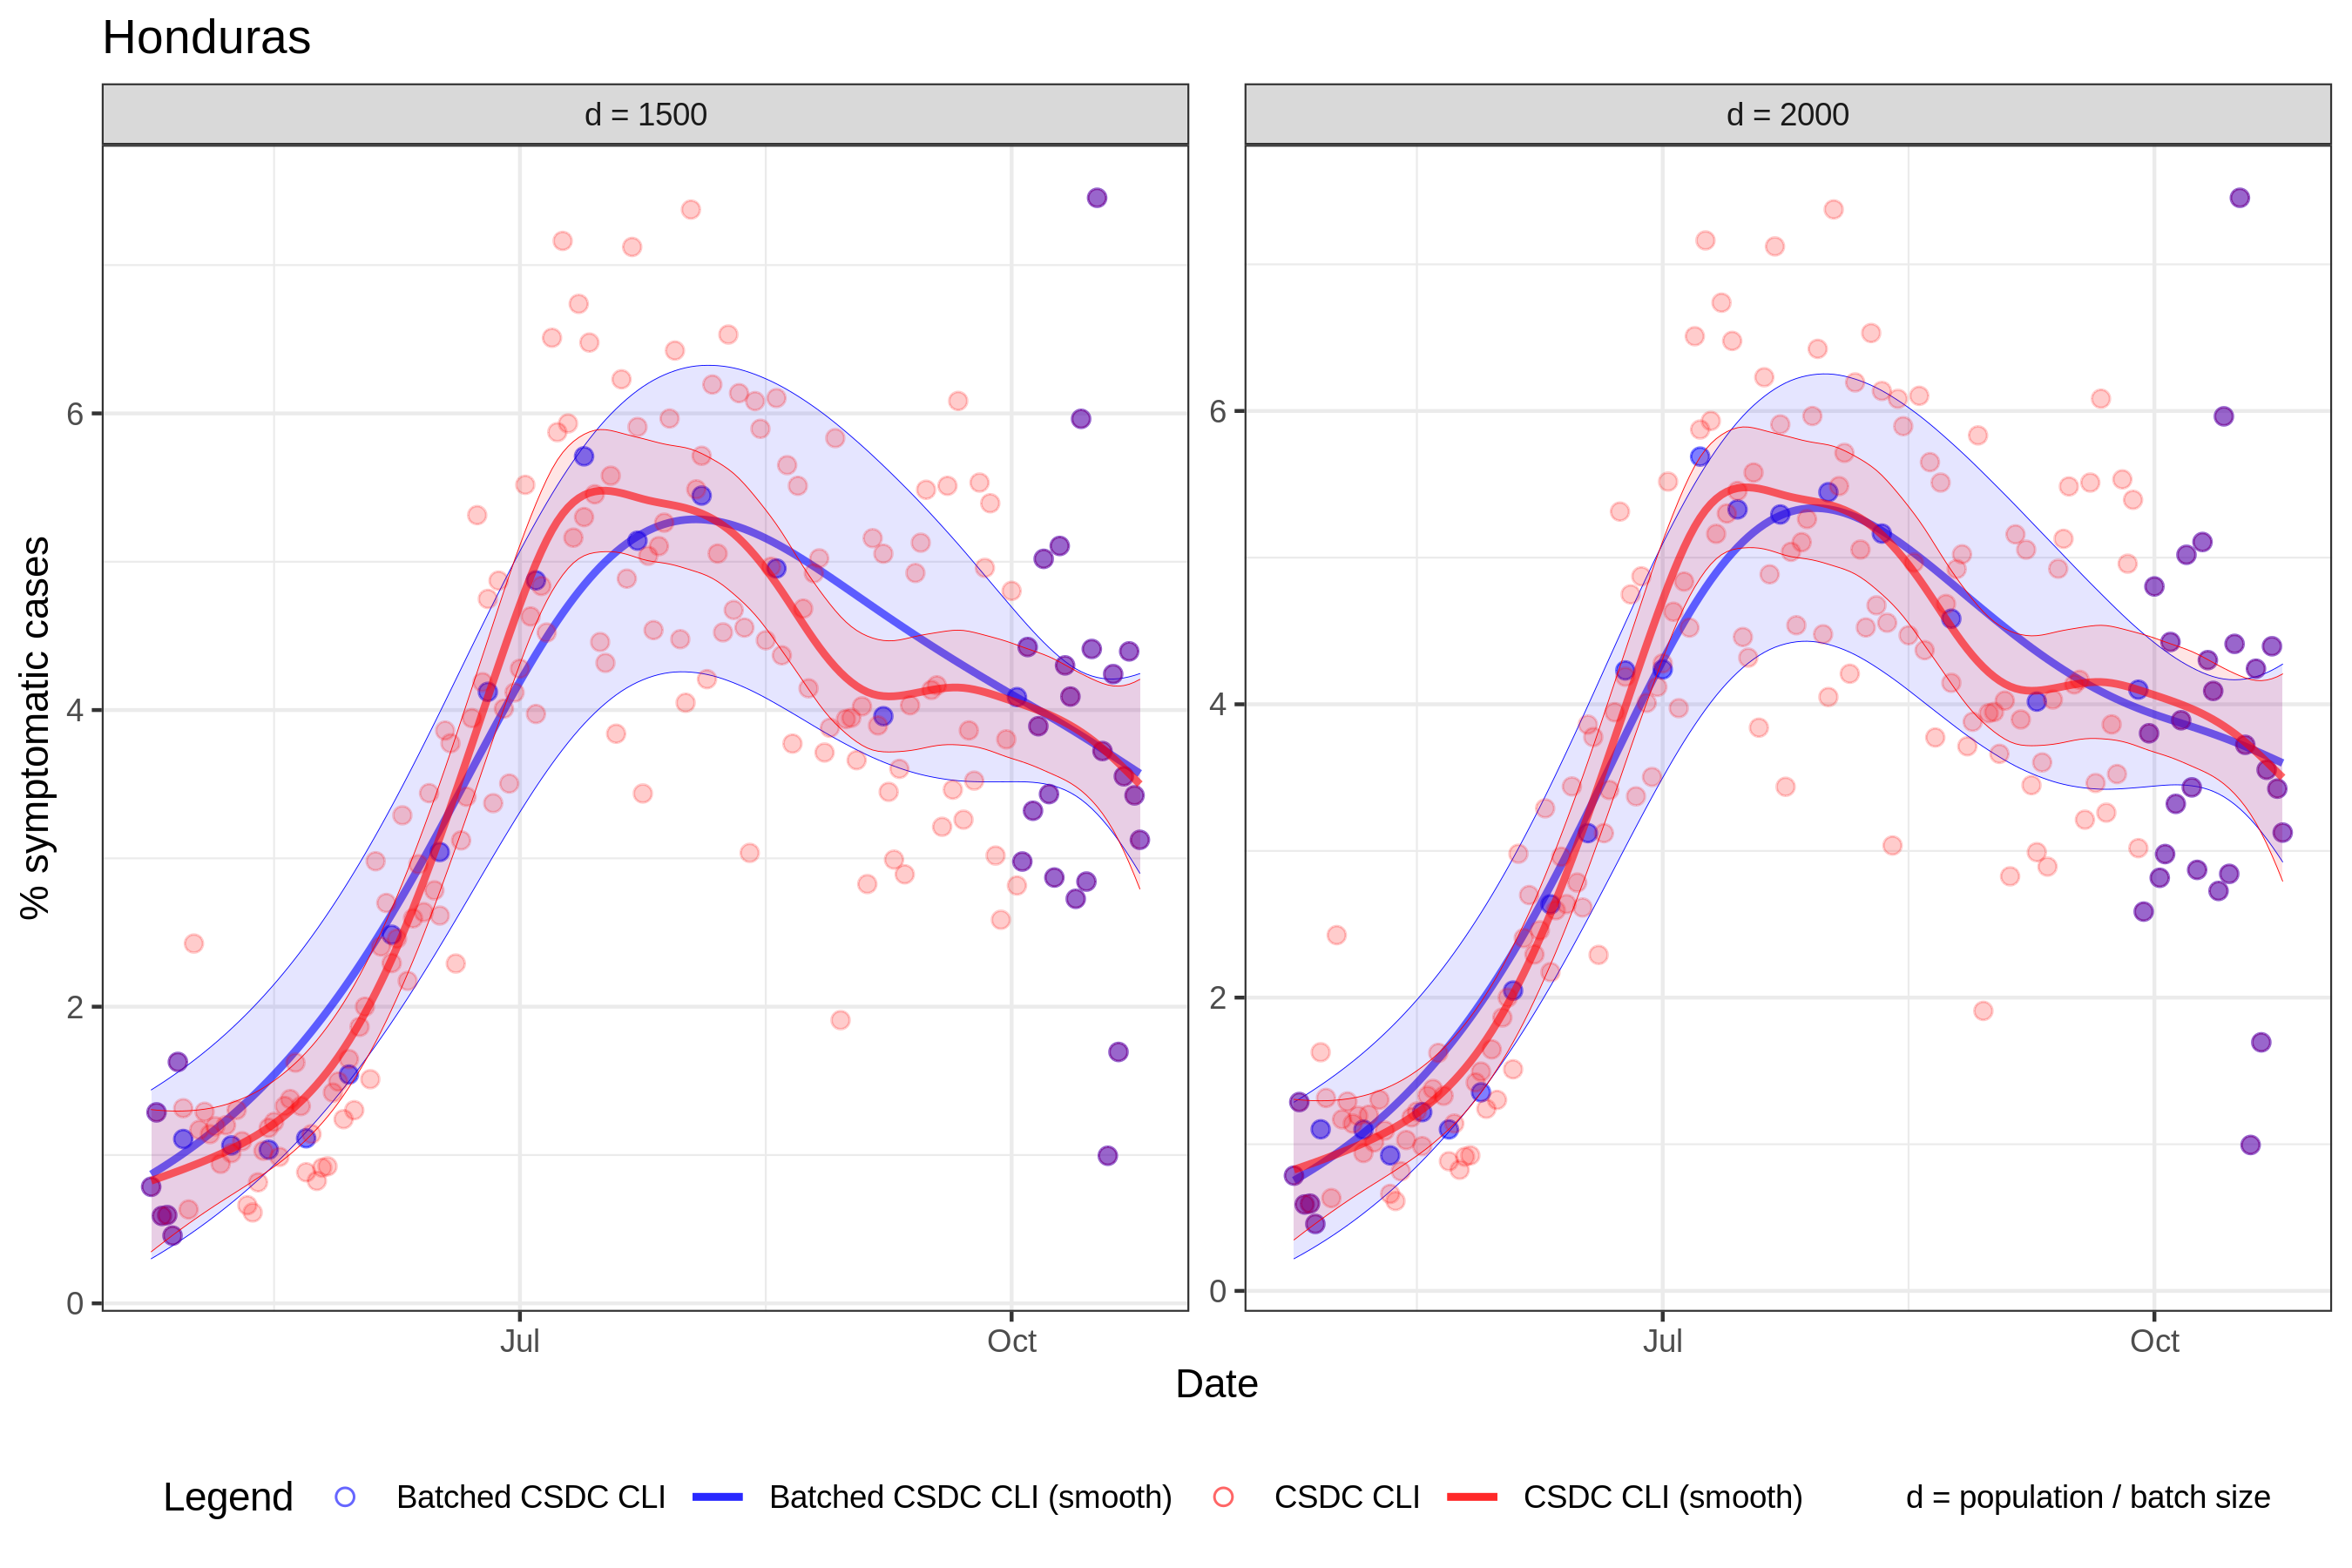 Honduras
d = 1500
d = 2000
% symptomatic cases
6
4
2
0
6
4
2
0
Jul
Oct
Jul
Oct
Date
Legend
Batched CSDC CLI
Batched CSDC CLI (smooth)
CSDC CLI
CSDC CLI (smooth)
d = population / batch size